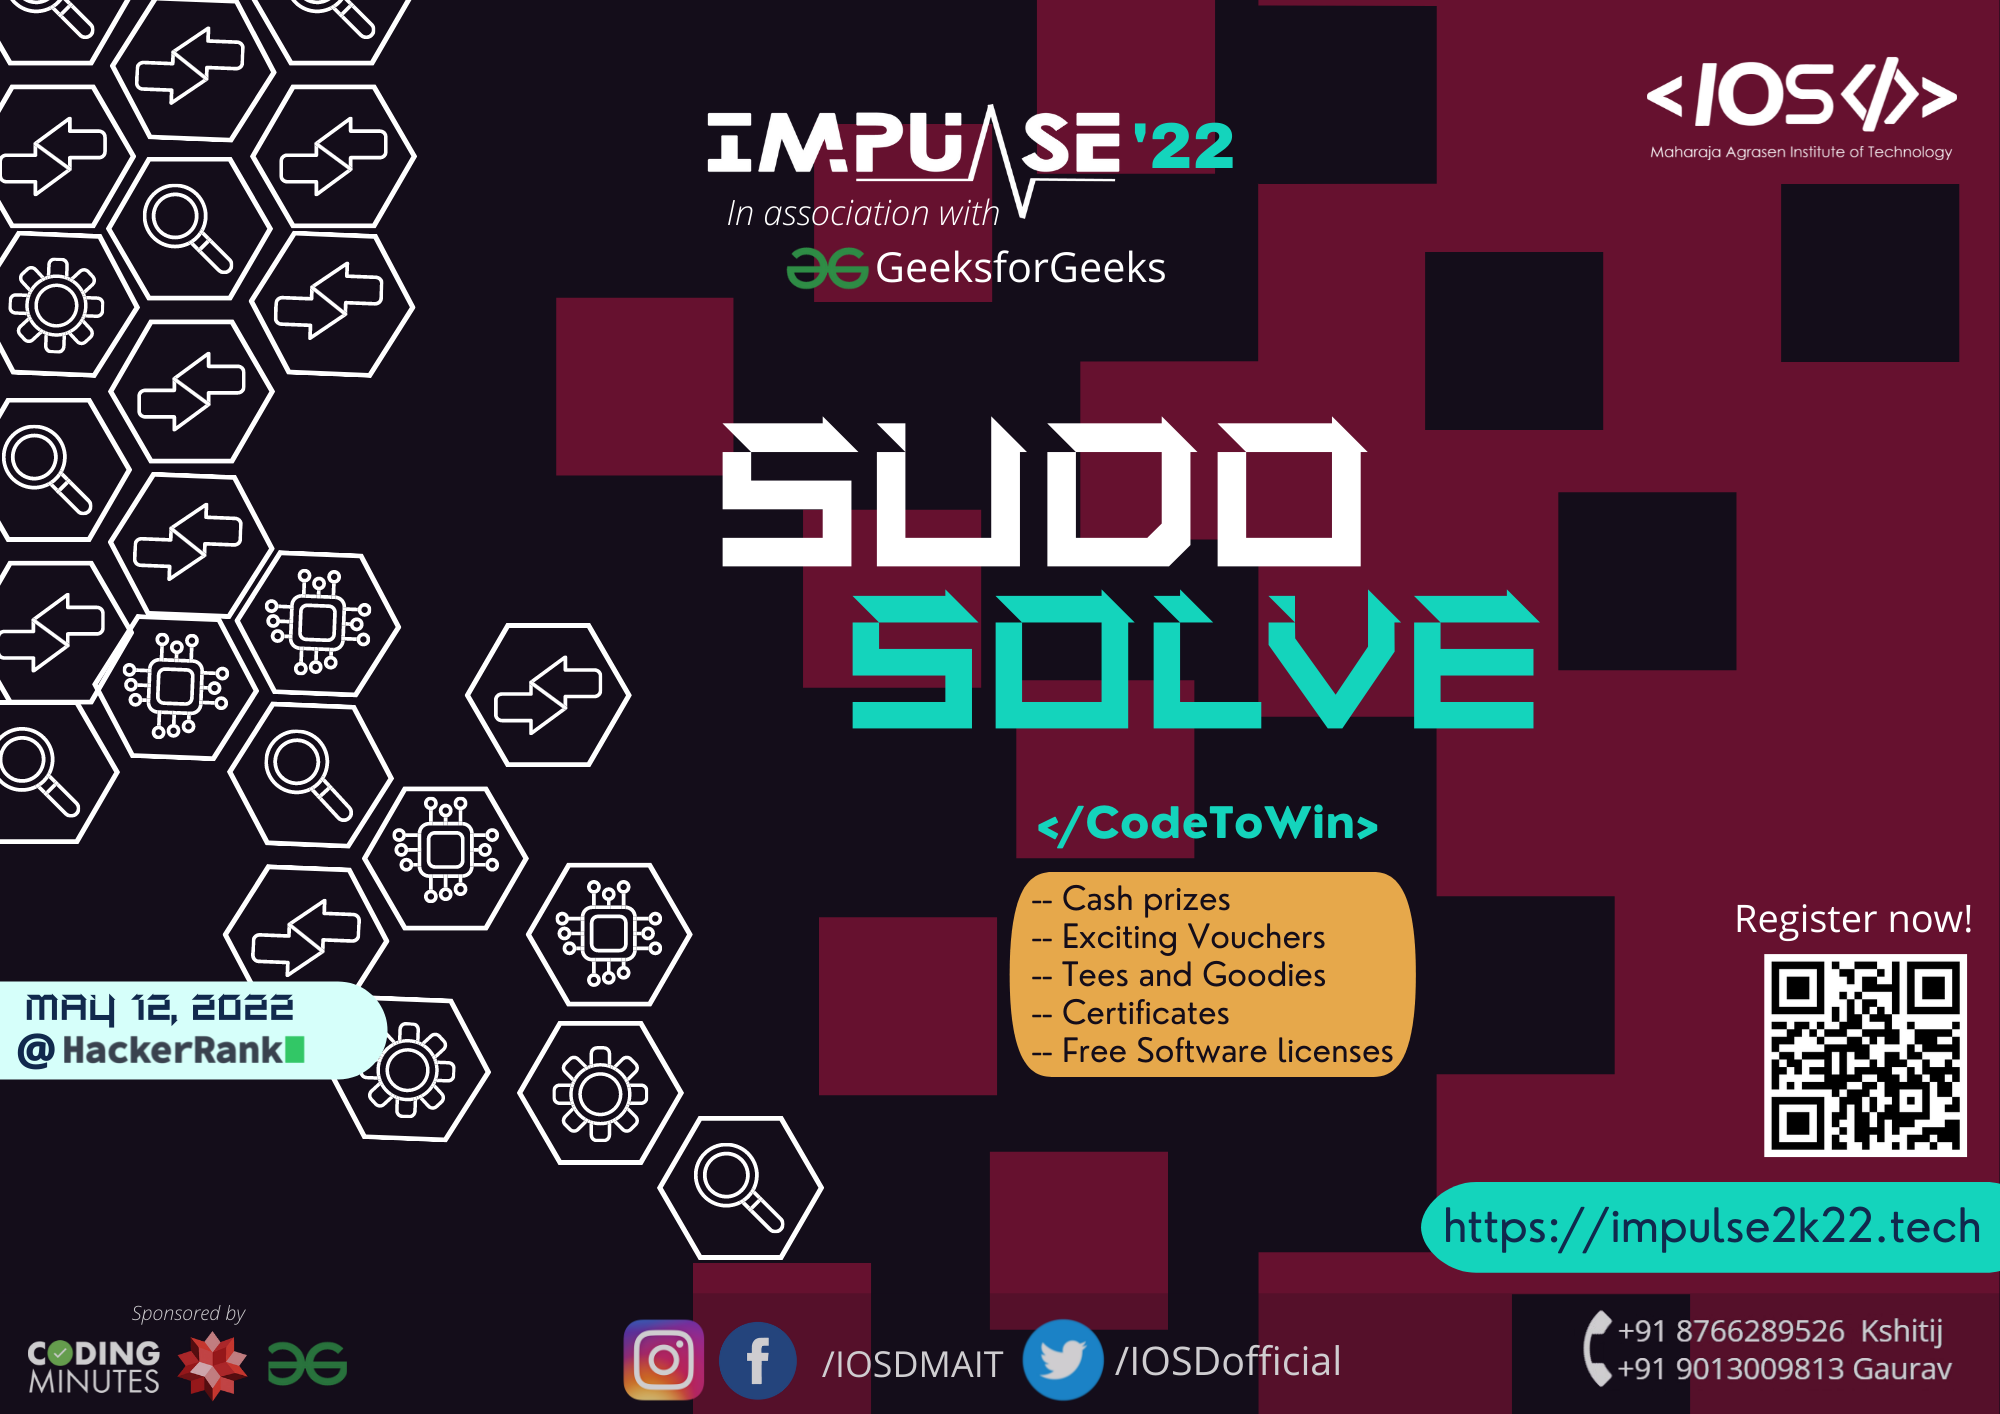 IMPULSE '22
In association with
GeeksforGeeks
<IOS</>>
Maharaja Agrasen Institute of Technology
SUDO
SOLVE
</CodeToWin>
-- Cash prizes
-- Exciting Vouchers
-- Tees and Goodies
-- Certificates
-- Free Software licenses
MAY 12, 2022
@HackerRank
Register now!
https://impulse2k22.tech
Sponsored by
CODING
MINUTES
/IOSDMAIT
/IOSDofficial
+91 8766289526 Kshitij
+91 9013009813 Gaurav